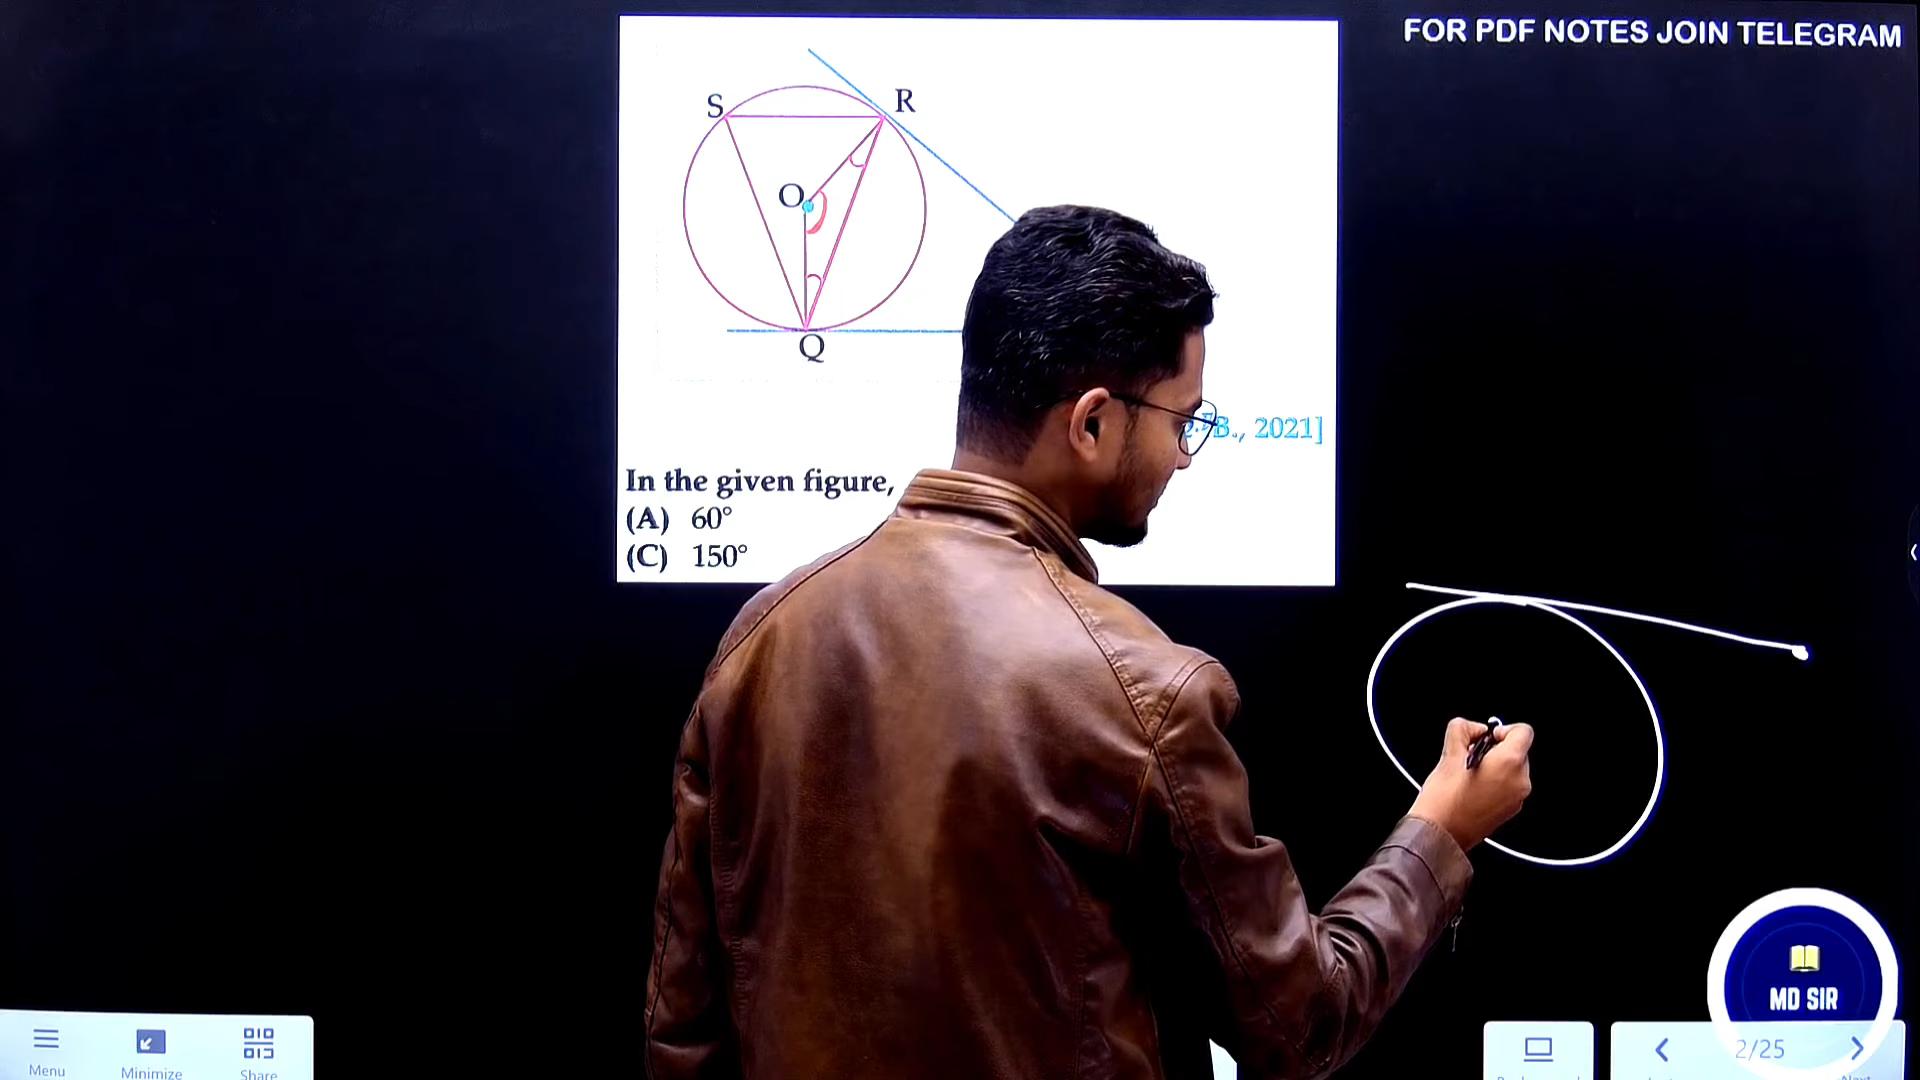 FOR PDF NOTES JOIN TELEGRAM
S
R
O
Q
B., 2021]
In the given figure,
(A) 60°
(C) 150°
MD SIR
Menu
Minimize
Share
2/25